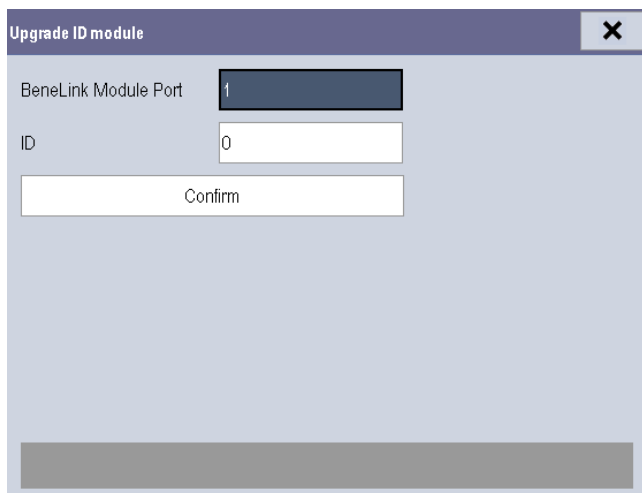 Upgrade ID module
BeneLink Module Port
1
ID
0
Confirm